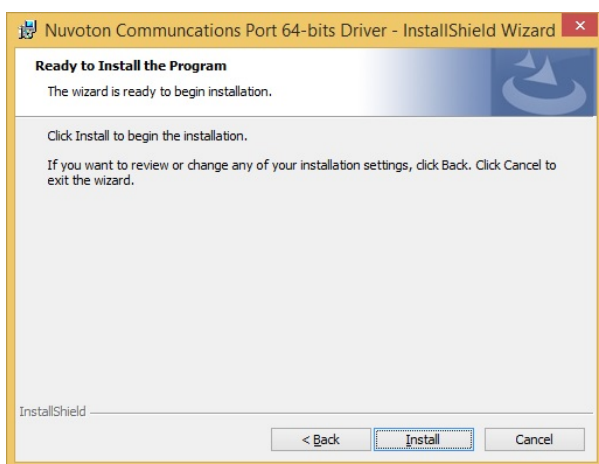 Nuvoton Communcations Port 64-bits Driver - InstallShield Wizard
Ready to Install the Program
The wizard is ready to begin installation.
Click Install to begin the installation.
If you want to review or change any of your installation settings, click Back. Click Cancel to
exit the wizard.
InstallShield
< Back Install Cancel